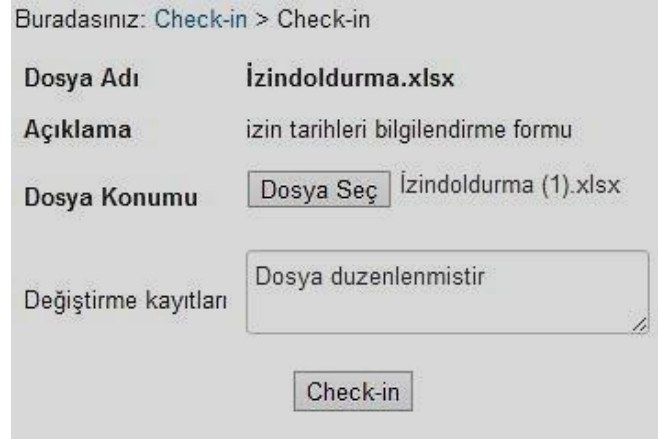 Buradasınız: Check-in > Check-in
Dosya Adı İzindoldurma.xlsx
Açıklama izin tarihleri bilgilendirme formu
Dosya Konumu Dosya Seç İzindoldurma (1).xlsx
Değiştirme kayıtları Dosya duzenlenmistir
Check-in